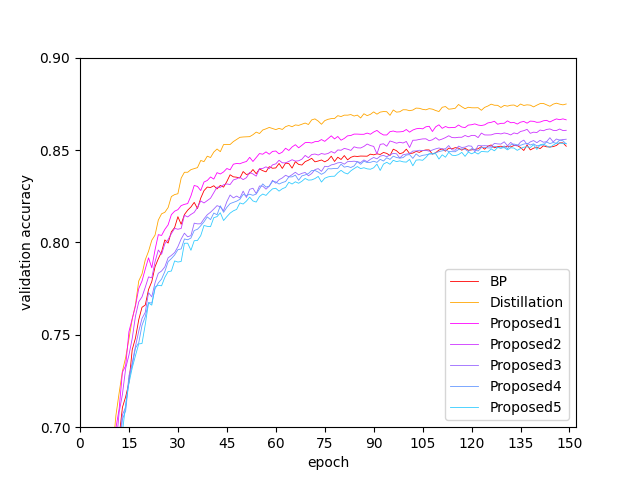 0.90
0.85
0.80
0.75
0.70
validation accuracy
BP
Distillation
Proposed1
Proposed2
Proposed3
Proposed4
Proposed5
0 15 30 45 60 75 90 105 120 135 150
epoch